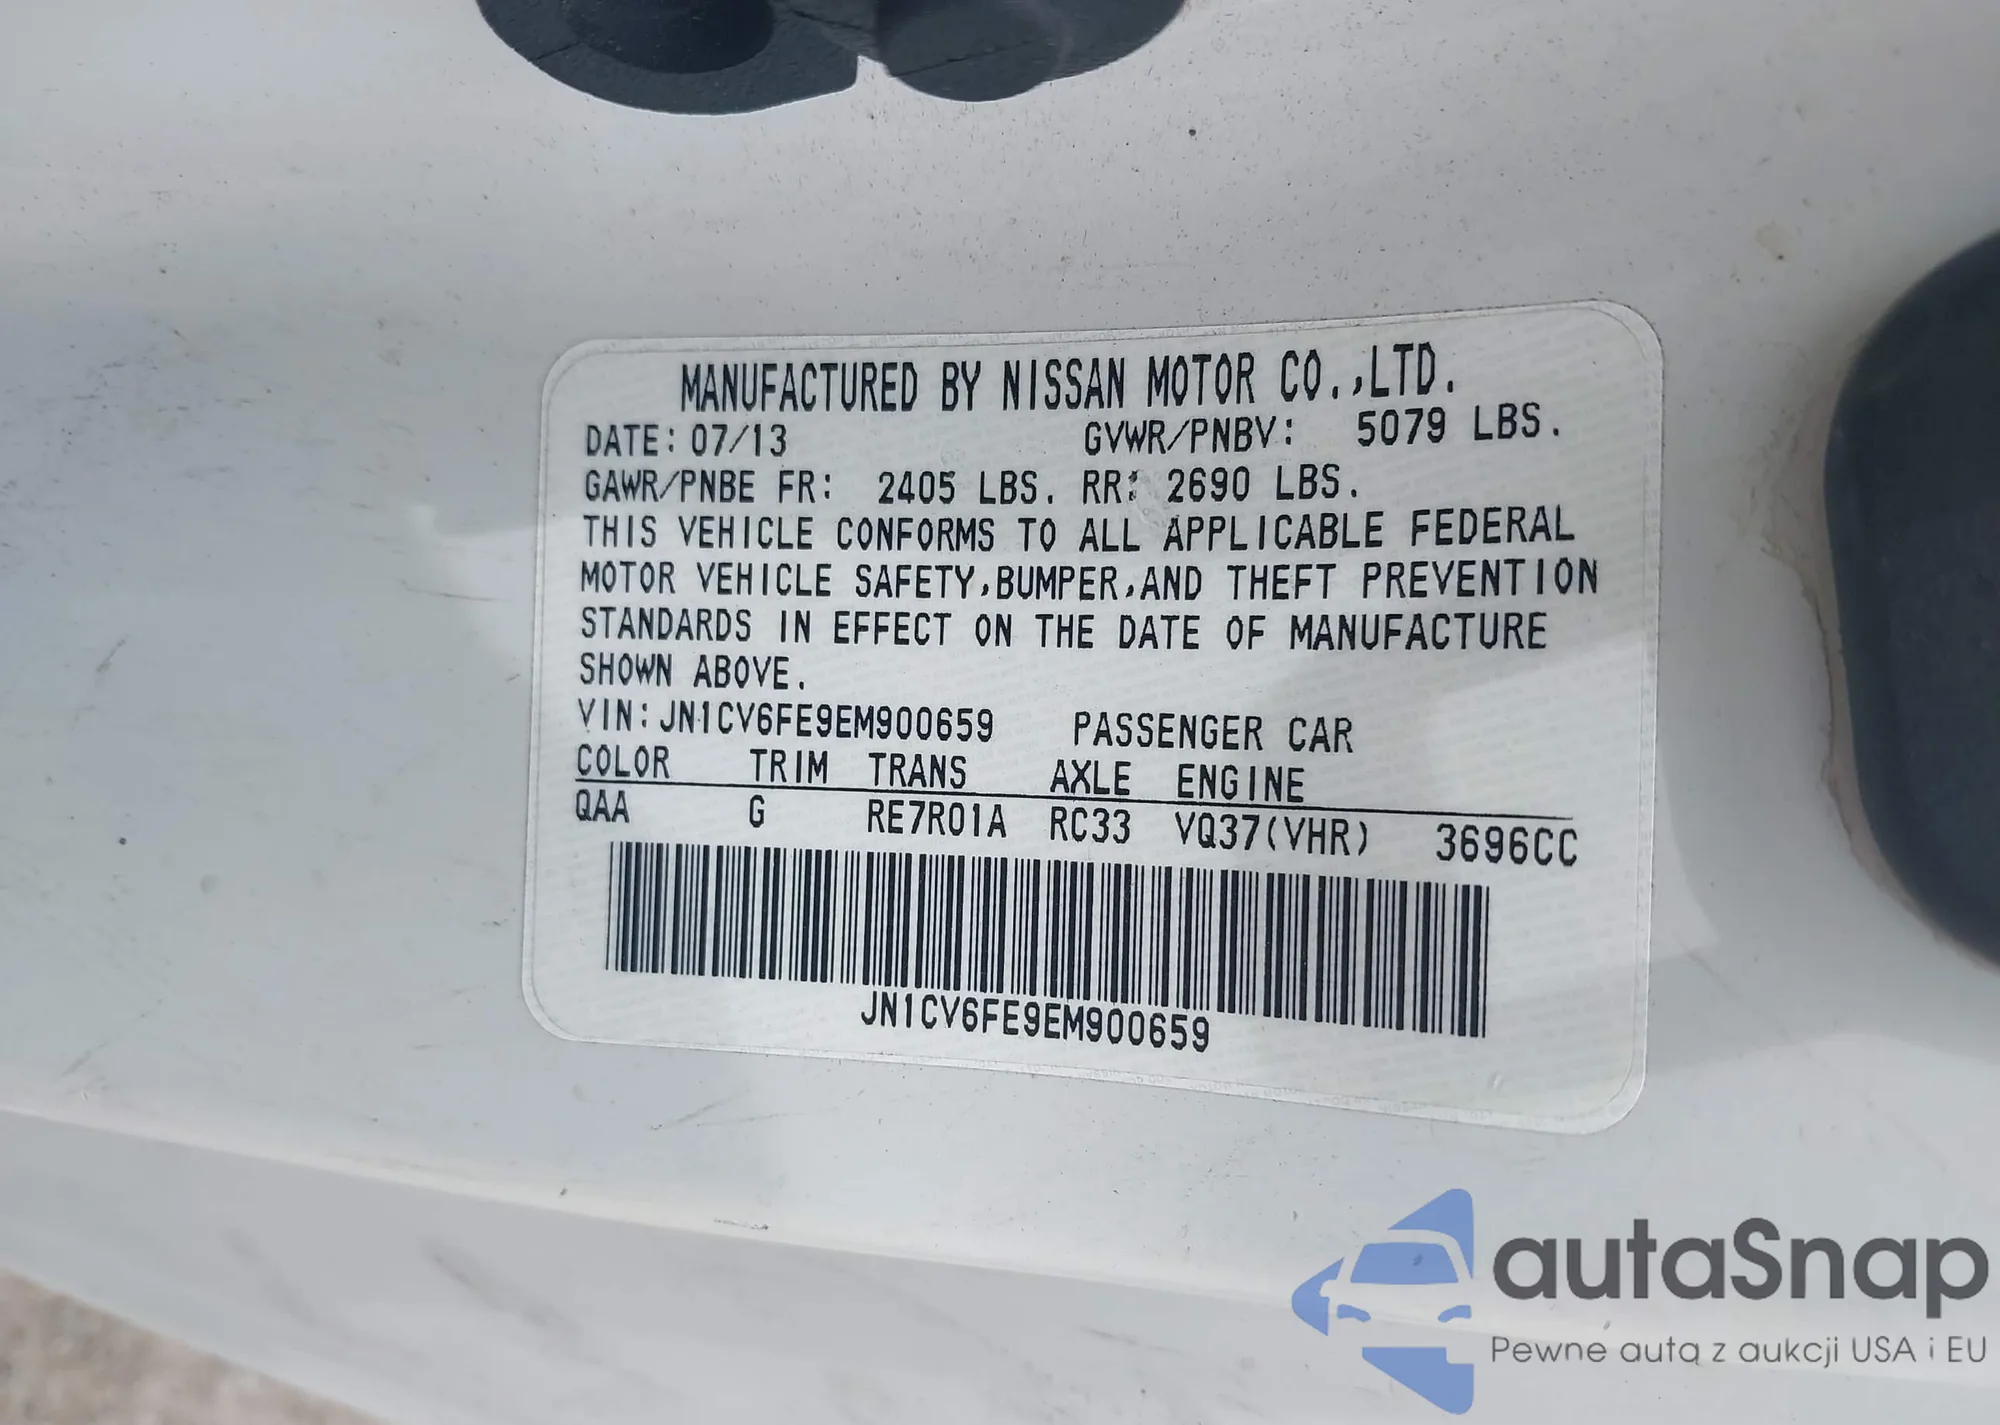 MANUFACTURED BY NISSAN MOTOR CO.,LTD.
DATE: 07/13 GVWR/PNBV: 5079 LBS.
GAWR/PNBE FR: 2405 LBS. RR: 2690 LBS.
THIS VEHICLE CONFORMS TO ALL APPLICABLE FEDERAL
MOTOR VEHICLE SAFETY,BUMPER,AND THEFT PREVENTION
STANDARDS IN EFFECT ON THE DATE OF MANUFACTURE
SHOWN ABOVE.
VIN: JN1CV6FE9EM900659 PASSENGER CAR
COLOR TRIM TRANS AXLE ENGINE
QAA G RE7R01A RC33 VQ37(VHR) 3696CC
JN1CV6FE9EM900659
autaSnap
Pewne autą z aukcji USA i EU